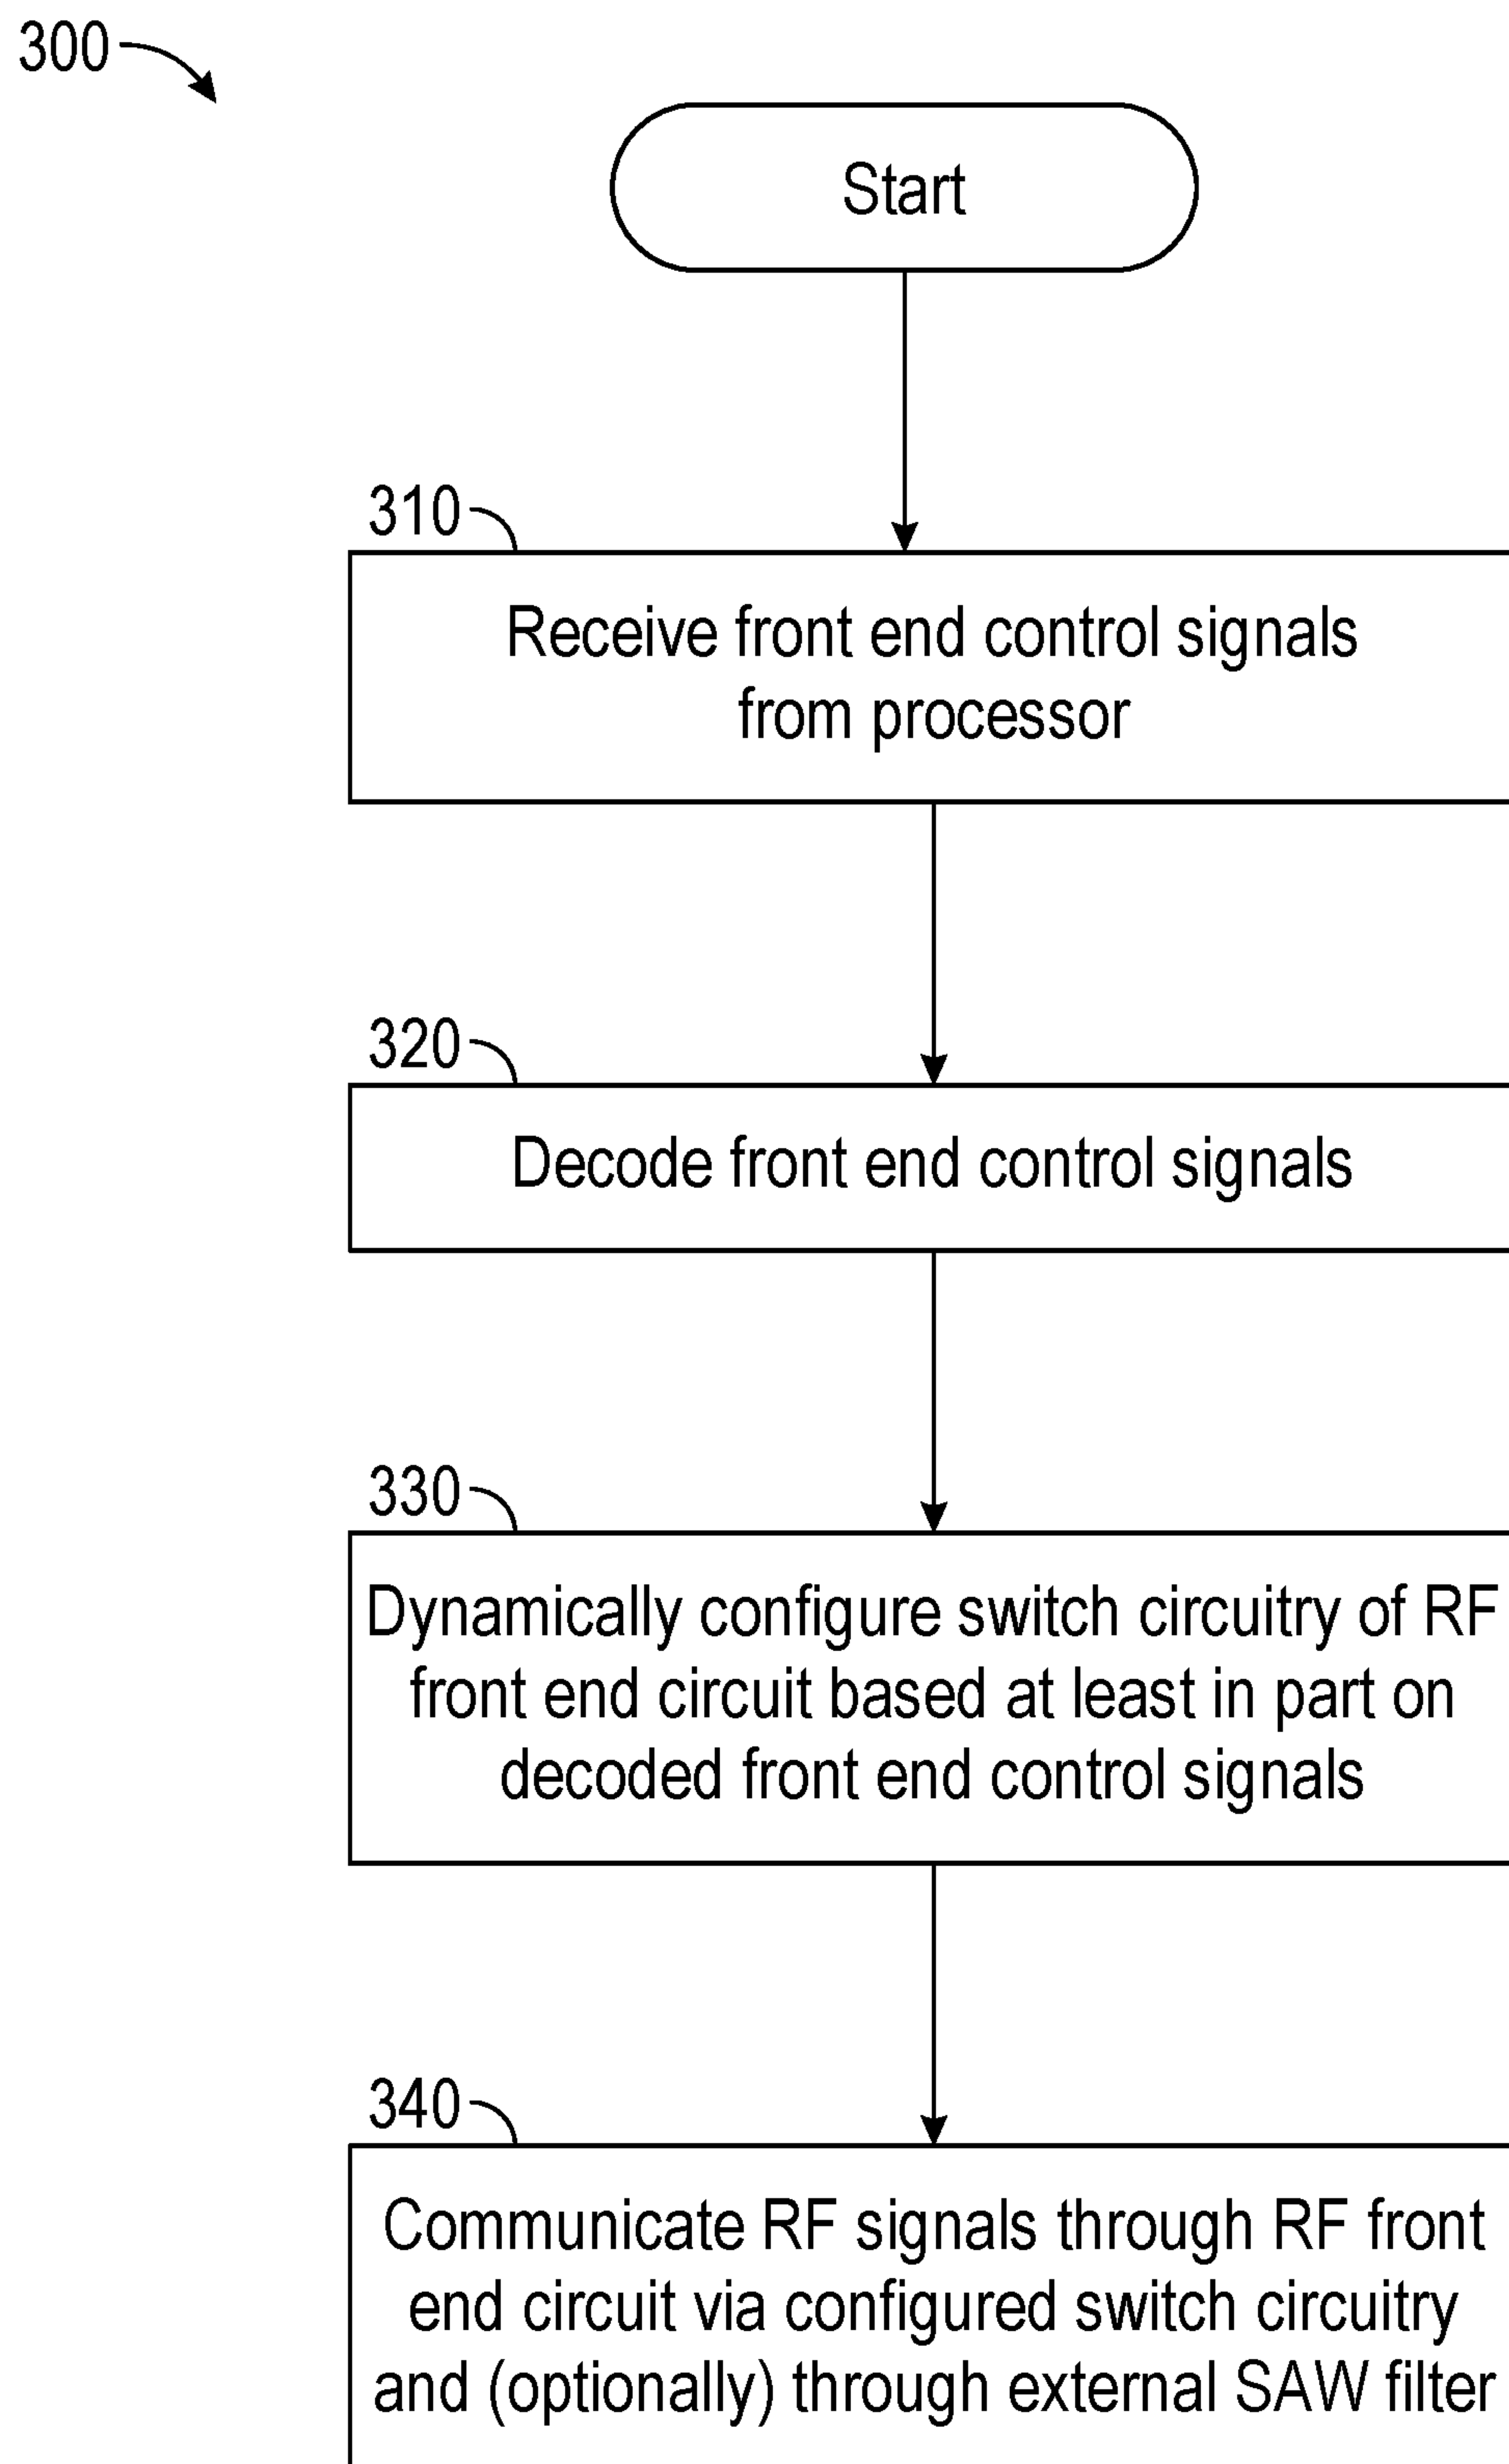 300
Start
310
Receive front end control signals
from processor
320
Decode front end control signals
330
Dynamically configure switch circuitry of RF
front end circuit based at least in part on
decoded front end control signals
340
Communicate RF signals through RF front
end circuit via configured switch circuitry
and (optionally) through external SAW filter